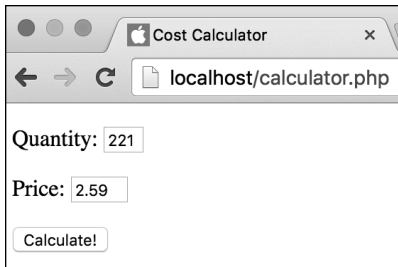 Cost Calculator
localhost/calculator.php
Quantity: 221
Price: 2.59
Calculate!